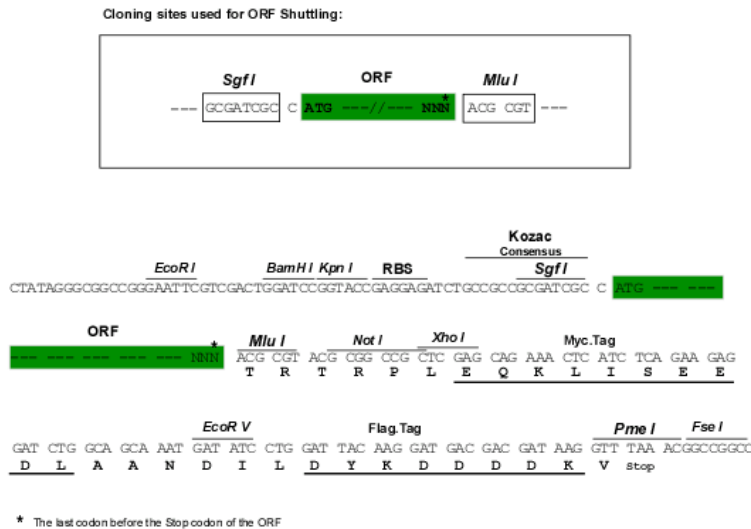 Cloning sites used for ORF Shuttling:
Sgf I ORF Mlu I
--- GCGATCGC C ATG ---//--- NNN* ACG CGT ---
Kozac
Consensus
EcoR I BamH I Kpn I RBS Sgf I
CTATAGGGCGGCCGGGAATTCGTCGACTGGATCCGGTACCGAGGAGATCTGCCGCCGCGATCGC C ATG --- ---
ORF Mlu I Not I Xho I Myc.Tag
--- --- --- --- --- --- NNN* ACG CGT ACG CGG CCG CTC GAG CAG AAA CTC ATC TCA GAA GAG
T R T R P L E Q K L I S E E
EcoR V Flag.Tag Pme I Fse I
GAT CTG GCA GCA AAT GAT ATC CTG GAT TAC AAG GAT GAC GAC GAT AAG GTT TAA ACGGCCGGCC
D L A A N D I L D Y K D D D D K V Stop
* The last codon before the Stop codon of the ORF